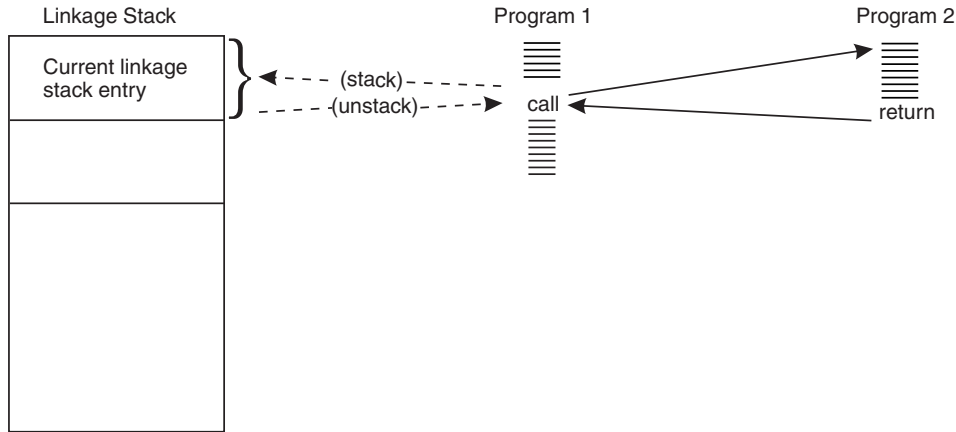 Linkage Stack
Program 1
Program 2
Current linkage
stack entry
(stack)
(unstack)
call
return